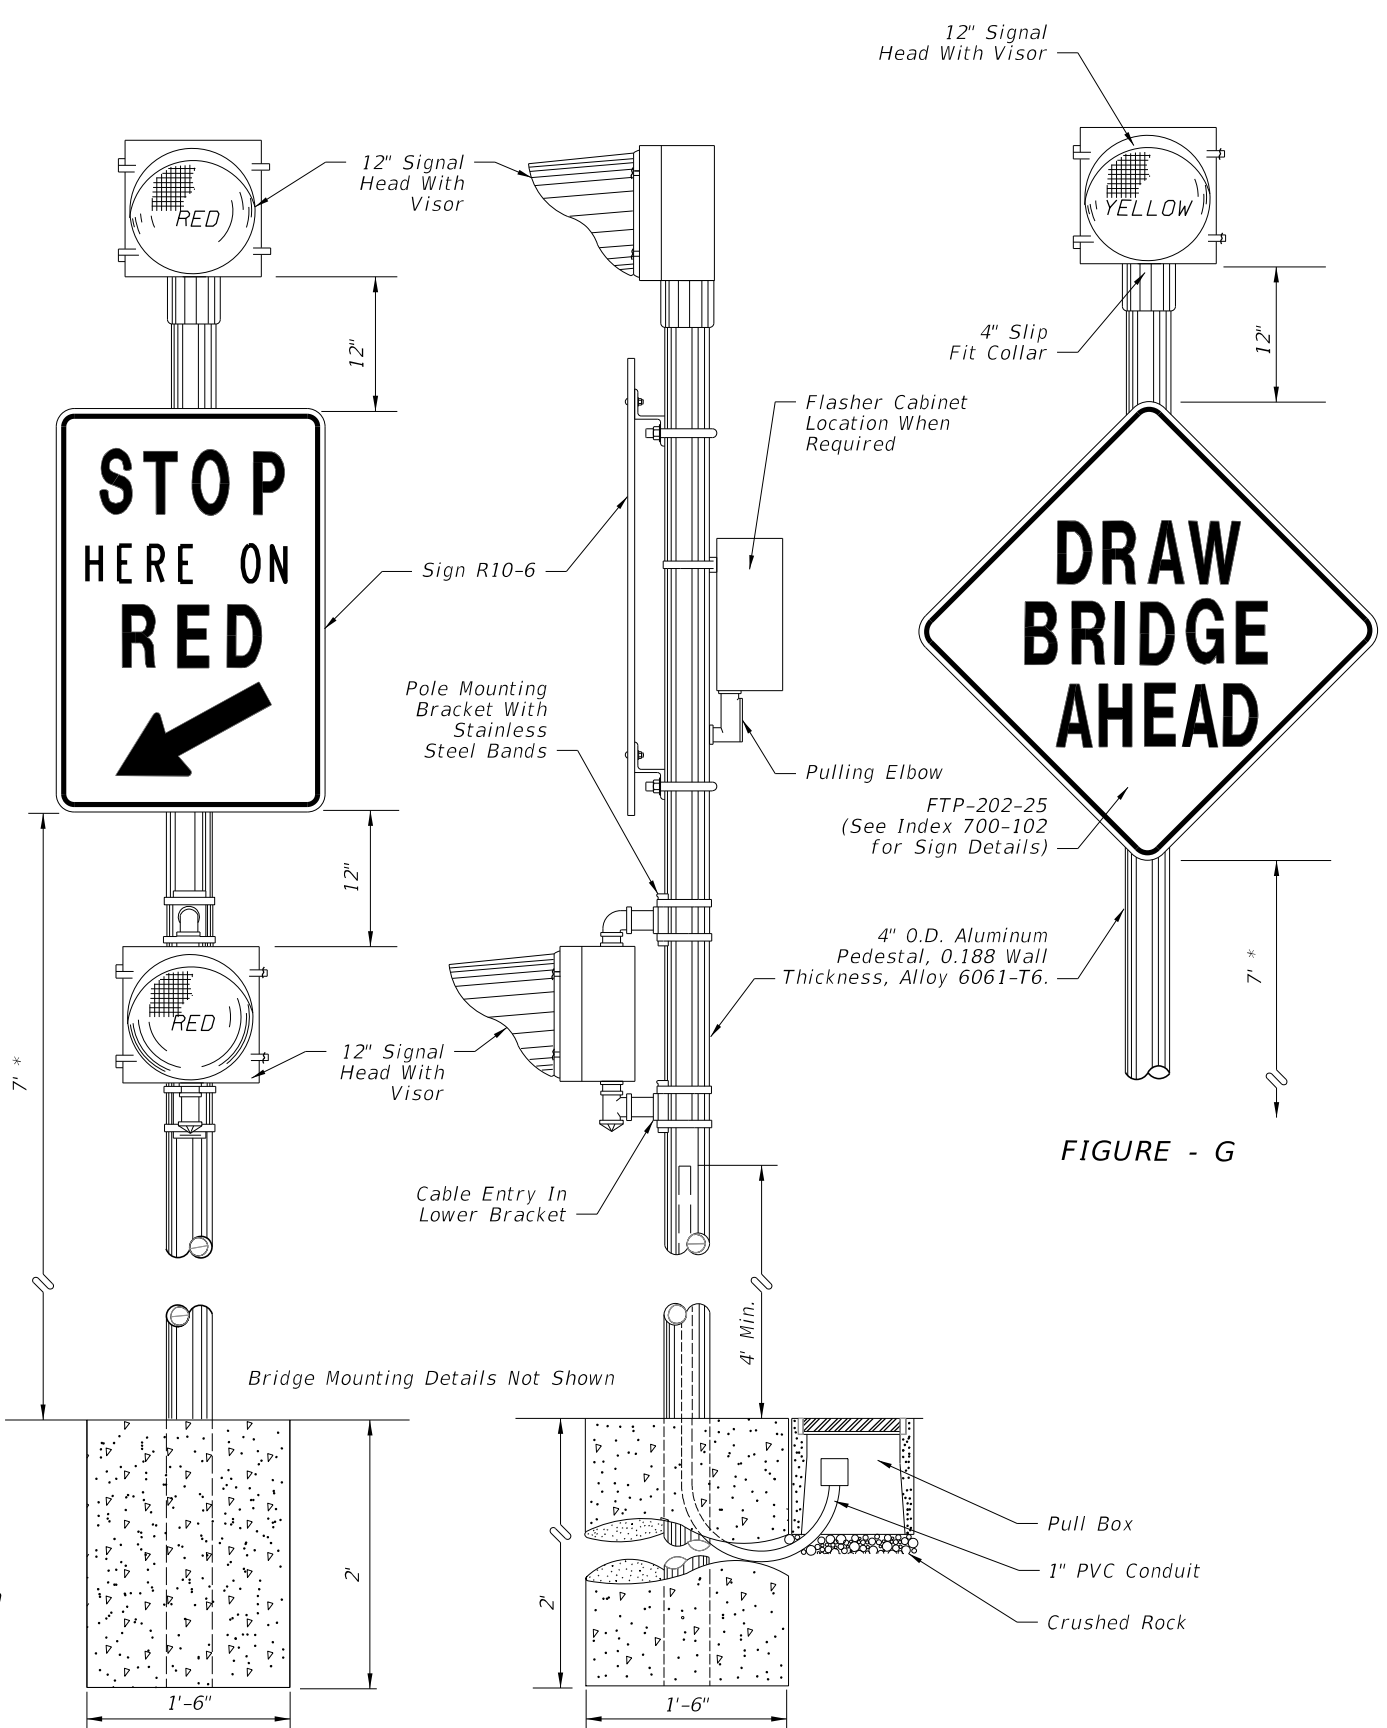 12" Signal
Head With Visor
12" Signal
Head With
Visor
RED
YELLOW
4" Slip
Fit Collar
12"
12"
Flasher Cabinet
Location When
Required
STOP
HERE ON
RED
Sign R10-6
DRAW
BRIDGE
AHEAD
Pole Mounting
Bracket With
Stainless
Steel Bands
Pulling Elbow
FTP-202-25
(See Index 700-102
for Sign Details)
12"
4" O.D. Aluminum
Pedestal, 0.188 Wall
Thickness, Alloy 6061-T6.
7' *
RED
12" Signal
Head With
Visor
7' *
FIGURE - G
Cable Entry In
Lower Bracket
4' Min.
Bridge Mounting Details Not Shown
Pull Box
1" PVC Conduit
Crushed Rock
2'
2'
1'-6"
1'-6"